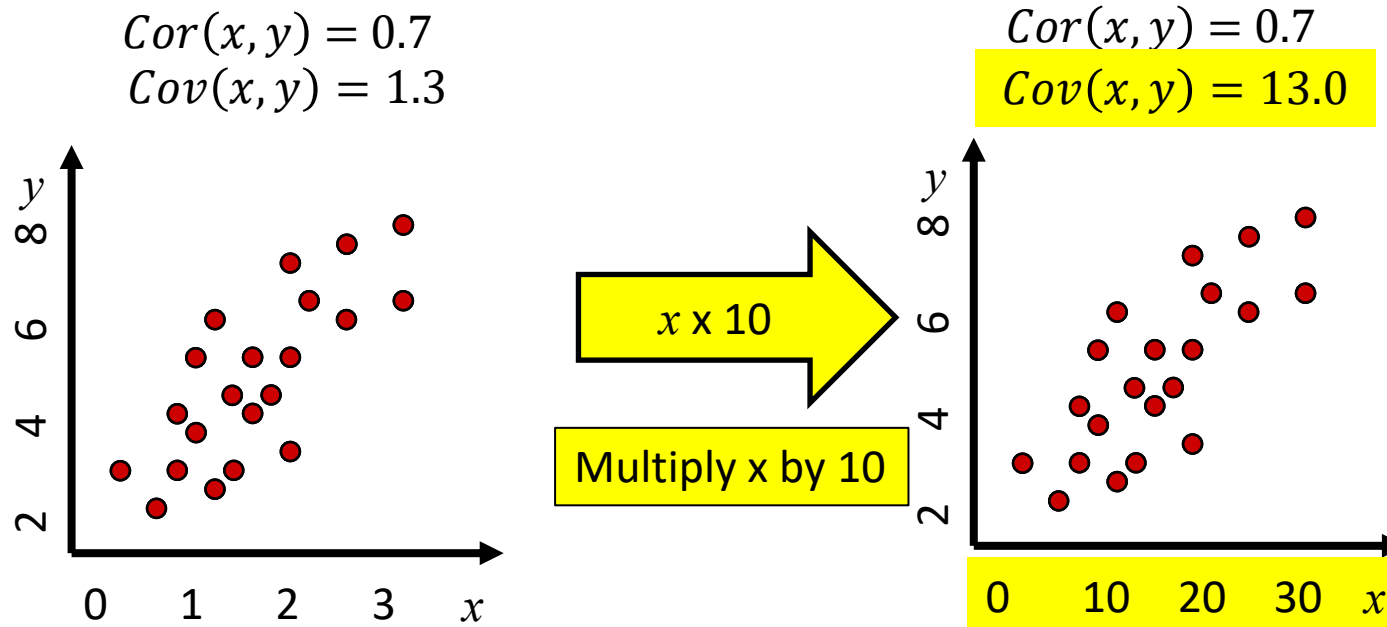 Cor(x, y) = 0.7
Cov(x, y) = 1.3
y
8
6
4
2
0 1 2 3 x
x x 10
Multiply x by 10
Cor(x, y) = 0.7
Cov(x, y) = 13.0
y
8
6
4
2
0 10 20 30 x